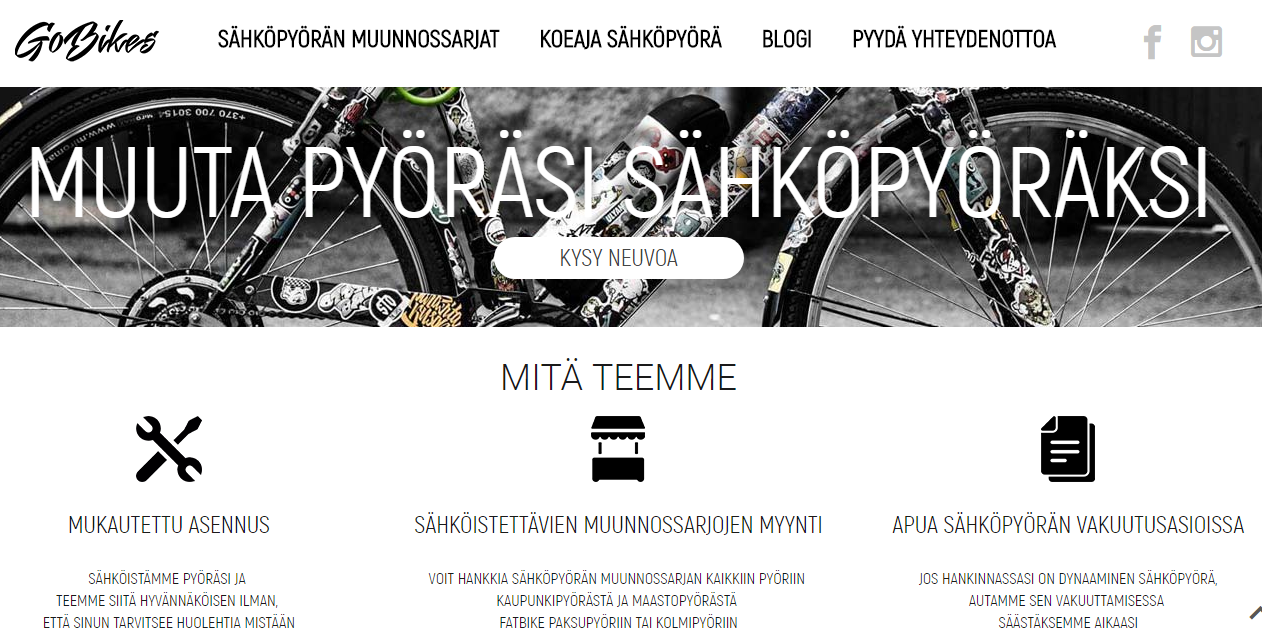 GoBikes
SÄHKÖPYÖRÄN MUUNNOSSARJAT
KOEAJA SÄHKÖPYÖRÄ
BLOGI
PYYDÄ YHTEYDENOTTOA
+370 700 30154
MUUTA PYÖRÄSI SÄHKÖPYÖRÄKSI
KYSY NEUVOA
MITÄ TEEMME
MUKAUTETTU ASENNUS
SÄHKÖISTÄMME PYÖRÄSI JA
TEEMME SIITÄ HYVÄNNÄKÖISEN ILMAN,
ETTÄ SINUN TARVITSEE HUOLEHTIA MISTÄÄN
SÄHKÖISTETTÄVIEN MUUNNOSSARJOJEN MYYNTI
VOIT HANKKIA SÄHKÖPYÖRÄN MUUNNOSSARJAN KAIKKIIN PYÖRIIN
KAUPUNKIPYÖRÄSTÄ JA MAASTOPYÖRÄSTÄ
FATBIKE PAKSUPYÖRIIN TAI KOLMIPYÖRIIN
APUA SÄHKÖPYÖRÄN VAKUUTUSASIOISSA
JOS HANKINNASSASI ON DYNAAMINEN SÄHKÖPYÖRÄ,
AUTAMME SEN VAKUUTTAMISESSA
SÄÄSTÄKSEMME AIKAASI